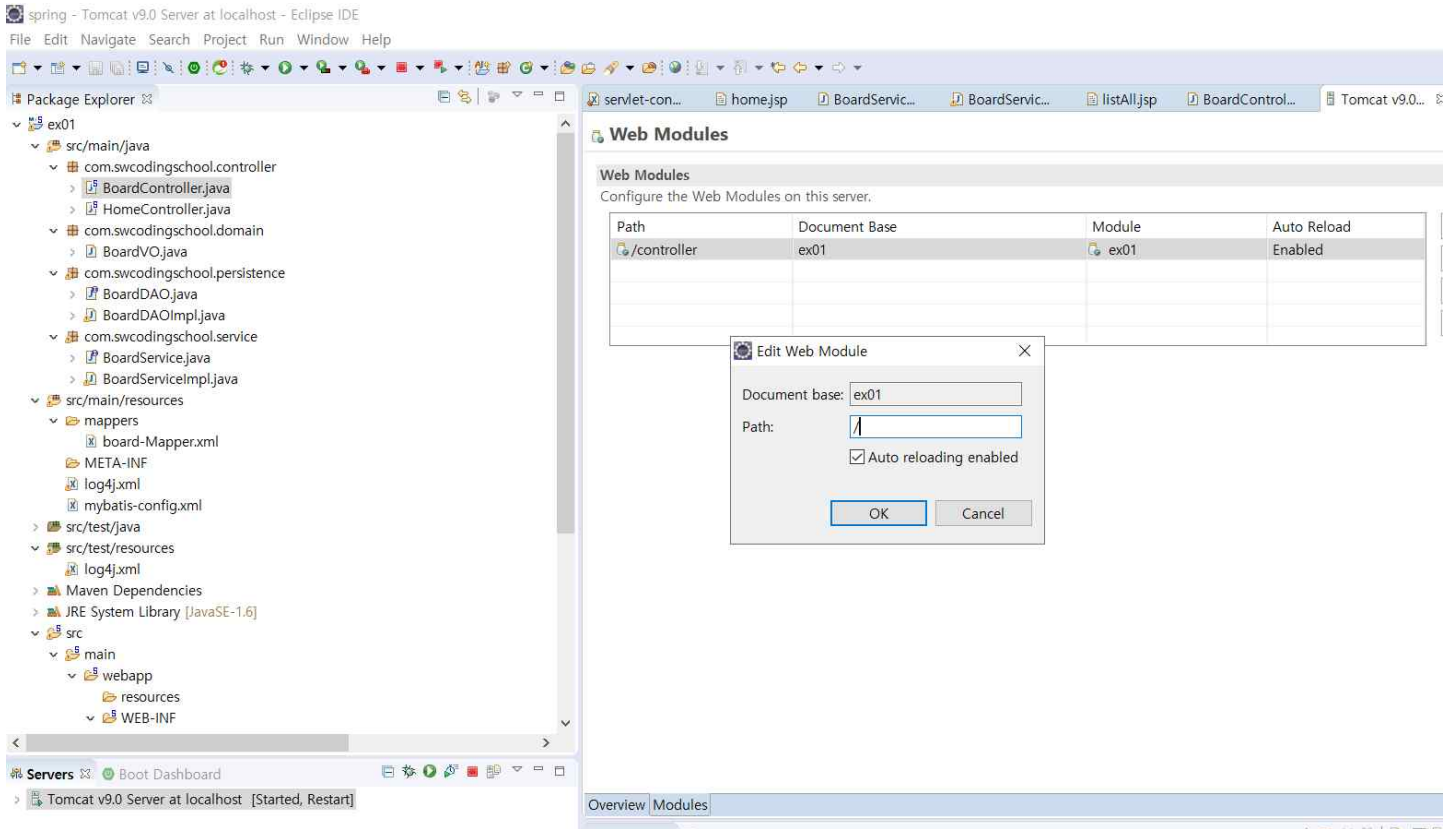 spring - Tomcat v9.0 Server at localhost - Eclipse IDE
File Edit Navigate Search Project Run Window Help
Package Explorer
ex01
src/main/java
com.swcodingschool.controller
BoardController.java
HomeController.java
com.swcodingschool.domain
BoardVO.java
com.swcodingschool.persistence
BoardDAO.java
BoardDAOImpl.java
com.swcodingschool.service
BoardService.java
BoardServiceImpl.java
src/main/resources
mappers
board-Mapper.xml
META-INF
log4j.xml
mybatis-config.xml
src/test/java
src/test/resources
log4j.xml
Maven Dependencies
JRE System Library [JavaSE-1.6]
src
main
webapp
resources
WEB-INF
Servers Boot Dashboard
Tomcat v9.0 Server at localhost [Started, Restart]
servlet-con... home.jsp BoardServic... BoardServic... listAll.jsp BoardControl... Tomcat v9.0...
Web Modules
Web Modules
Configure the Web Modules on this server.
Path Document Base Module Auto Reload
/controller ex01 ex01 Enabled
Edit Web Module
Document base: ex01
Path: /
Auto reloading enabled
OK Cancel
Overview Modules